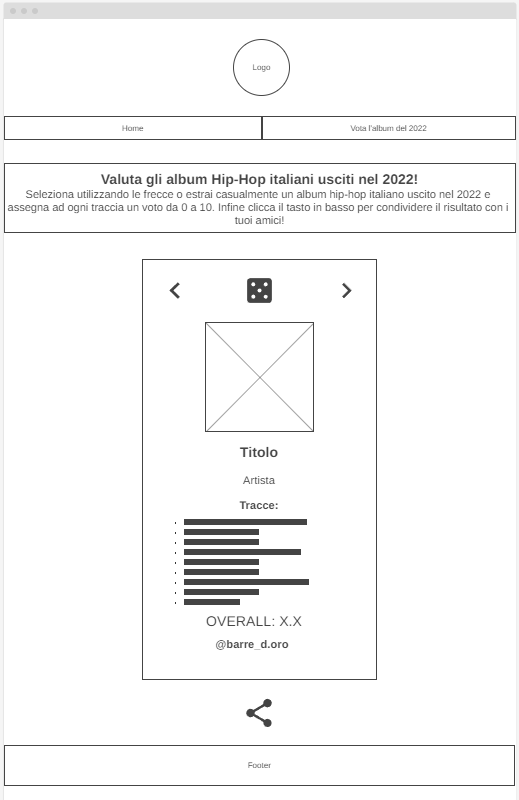 Logo
Home
Vota l'album del 2022
Valuta gli album Hip-Hop italiani usciti nel 2022!
Seleziona utilizzando le frecce o estrai casualmente un album hip-hop italiano uscito nel 2022 e
assegna ad ogni traccia un voto da 0 a 10. Infine clicca il tasto in basso per condividere il risultato con i
tuoi amici!
Titolo
Artista
Tracce:
OVERALL: X.X
@barre_d.oro
Footer